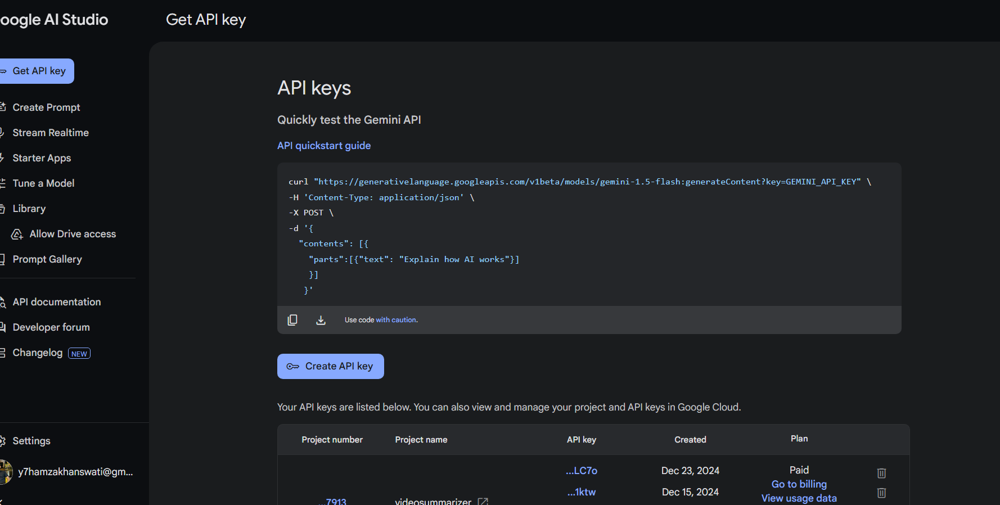 oogle AI Studio
Get API key
Get API key
Create Prompt
Stream Realtime
Starter Apps
Tune a Model
Library
Allow Drive access
Prompt Gallery
API documentation
Developer forum
Changelog NEW
Settings
y7hamzakhanswati@gm...
API keys
Quickly test the Gemini API
API quickstart guide
curl "https://generativelanguage.googleapis.com/v1beta/models/gemini-1.5-flash:generateContent?key=GEMINI_API_KEY" \
-H 'Content-Type: application/json' \
-X POST \
-d '{
"contents": [{
"parts":[{"text": "Explain how AI works"}]
}]
}'
Use code with caution.
Create API key
Your API keys are listed below. You can also view and manage your project and API keys in Google Cloud.
Project number Project name API key Created Plan
...LC7o Dec 23, 2024 Paid
Go to billing
...1ktw Dec 15, 2024
View usage data
...7913 videosummarizer